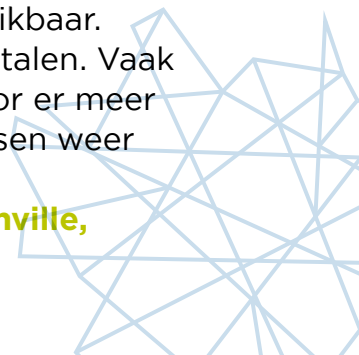 ikbaar.
talen. Vaak
or er meer
sen weer
nville,